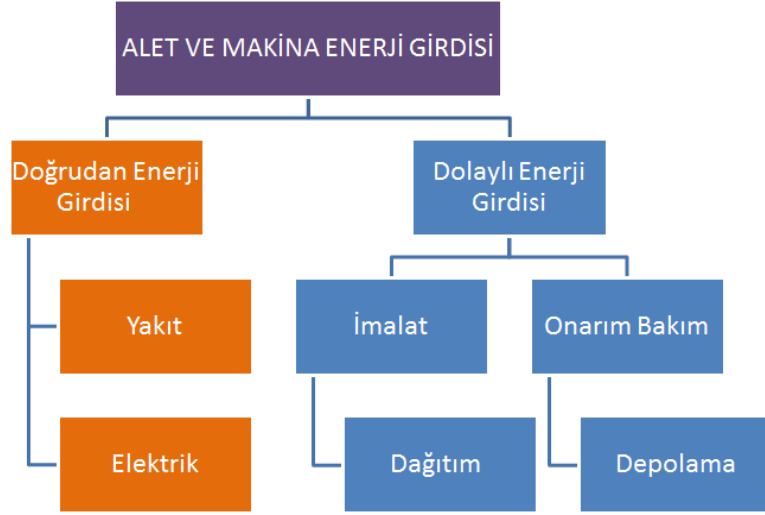 ALET VE MAKİNA ENERJİ GİRDİSİ
Doğrudan Enerji
Girdisi
Dolaylı Enerji
Girdisi
Yakıt
İmalat
Onarım Bakım
Elektrik
Dağıtım
Depolama